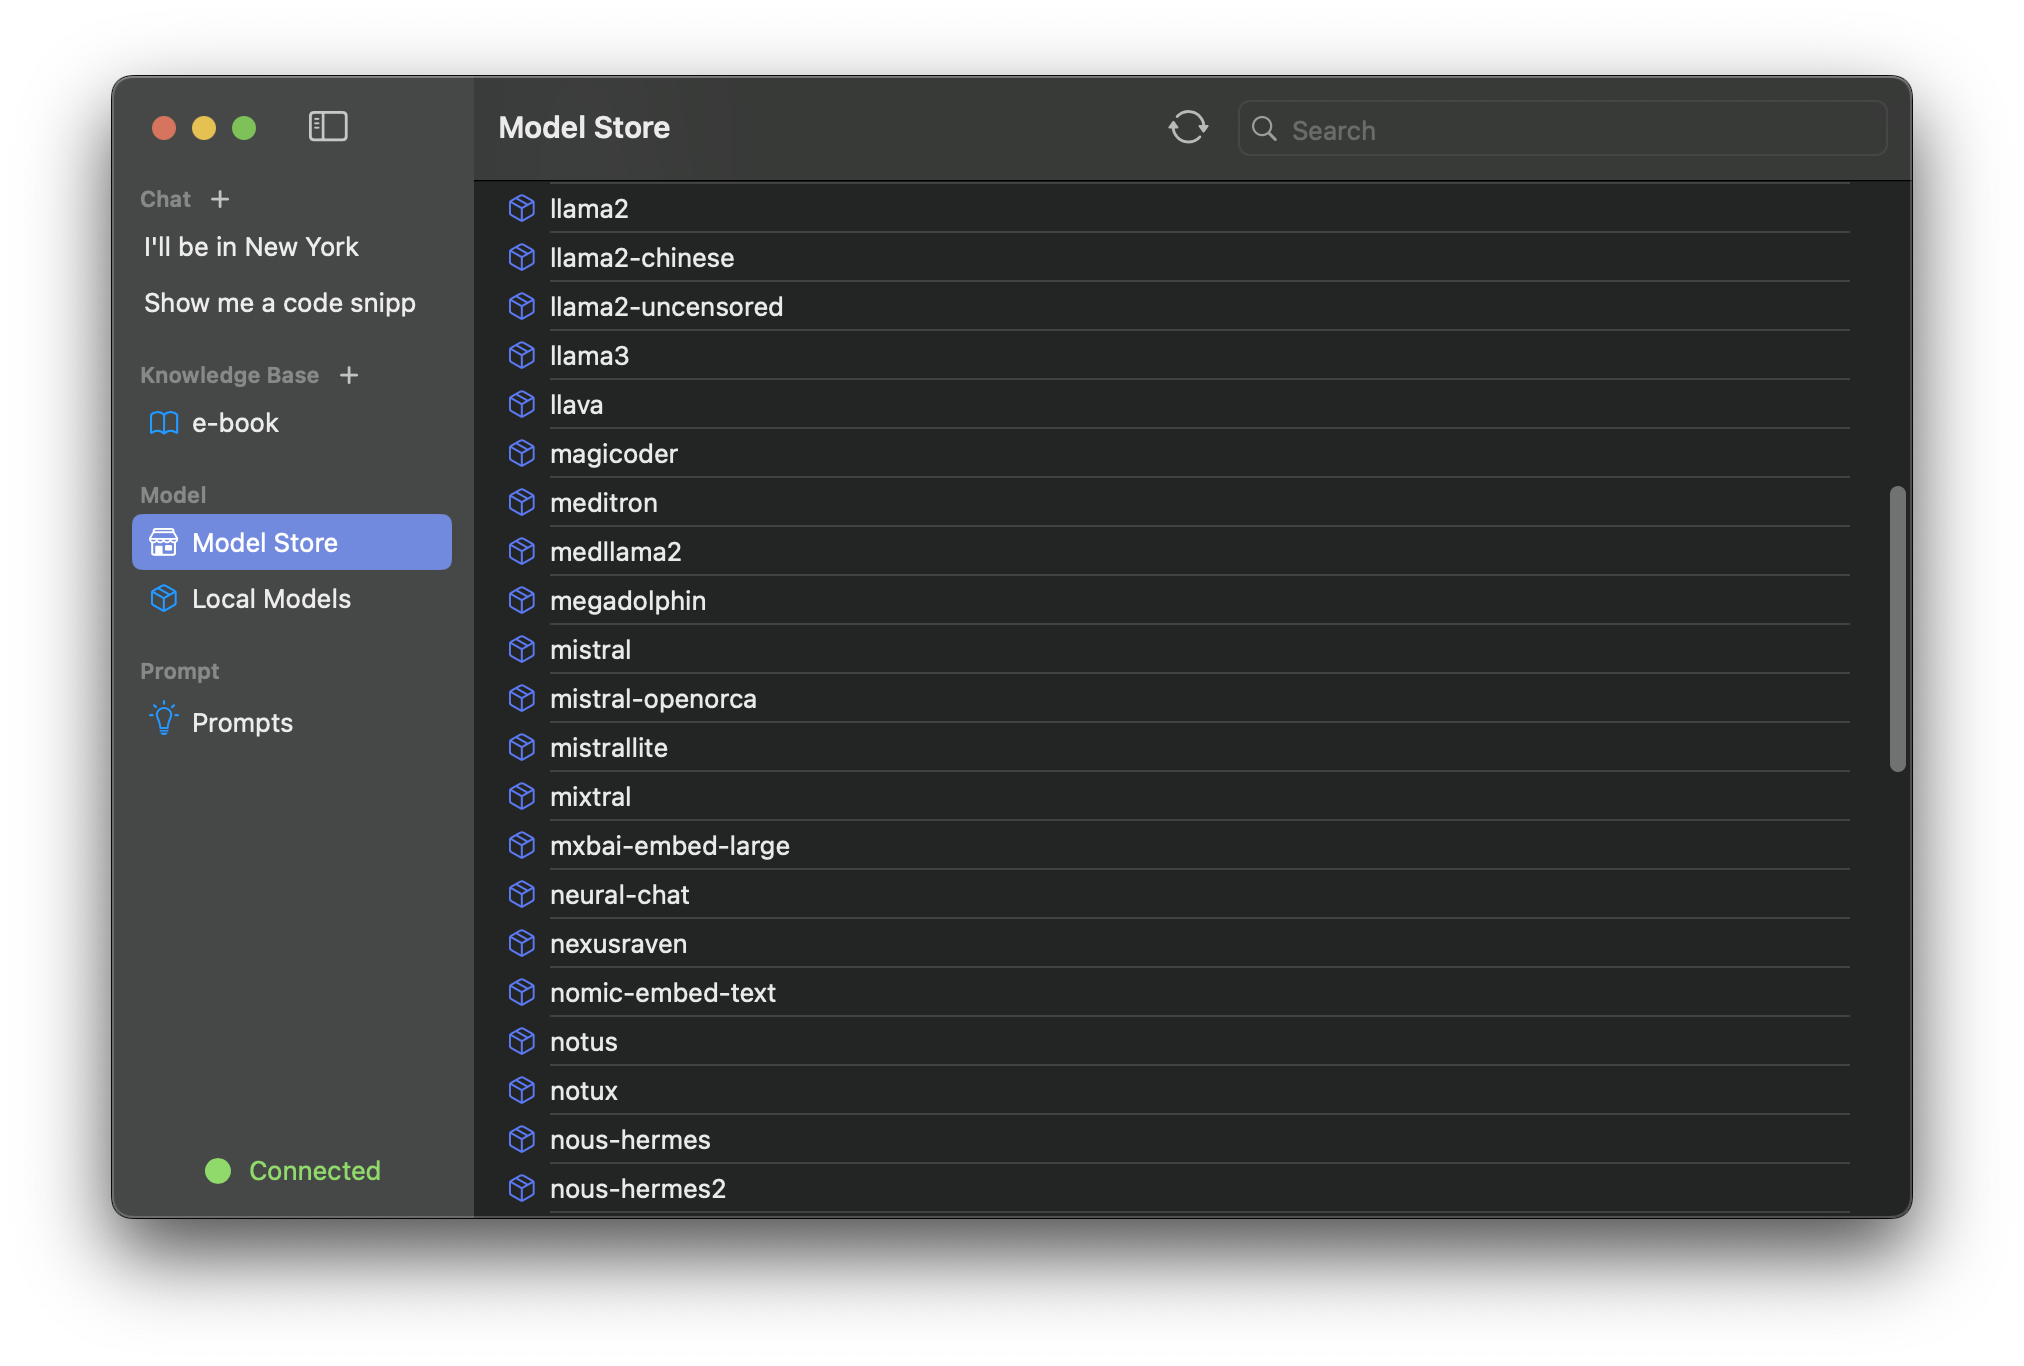 Chat +
I'll be in New York
Show me a code snipp
Knowledge Base +
e-book
Model
Model Store
Local Models
Prompt
Prompts
Connected
Model Store
Search
llama2
llama2-chinese
llama2-uncensored
llama3
llava
magicoder
meditron
medllama2
megadolphin
mistral
mistral-openorca
mistrallite
mixtral
mxbai-embed-large
neural-chat
nexusraven
nomic-embed-text
notus
notux
nous-hermes
nous-hermes2